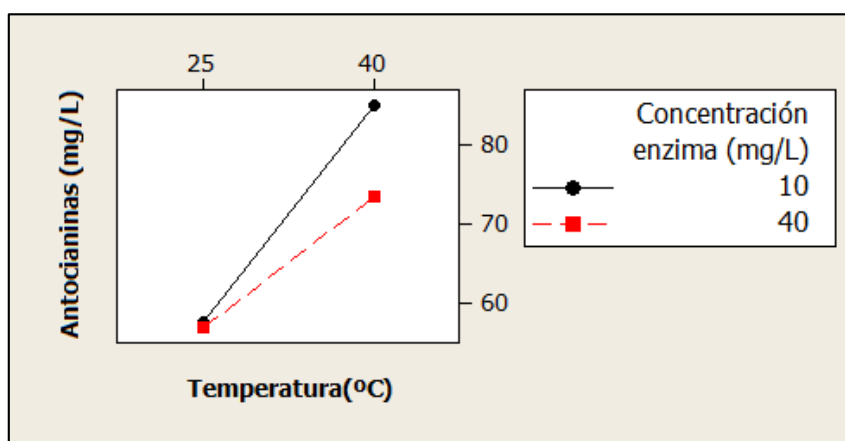 25 40
Antocianinas (mg/L)
80
70
60
Temperatura(ºC)
Concentración
enzima (mg/L)
10
40